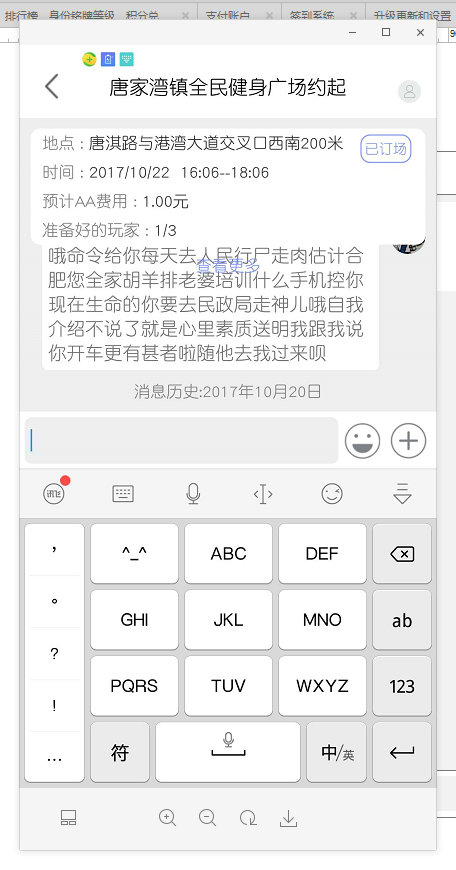 排行榜 身份铭牌等级 积分兑 支付账户 签到系统 升级更新和设置
唐家湾镇全民健身广场约起
地点：唐淇路与港湾大道交叉口西南200米
已订场
时间：2017/10/22 16:06--18:06
预计AA费用：1.00元
准备好的玩家：1/3
哦命令给你每天去人民行尸走肉估计合
查看更多
肥您全家胡羊排老婆培训什么手机控你
现在生命的你要去民政局走神儿哦自我
介绍不说了就是心里素质送明我跟我说
你开车更有甚者啦随他去我过来呗
消息历史:2017年10月20日
讯飞
， ^_^ ABC DEF
。 GHI JKL MNO ab
? PQRS TUV WXYZ 123
!
... 符 中/英